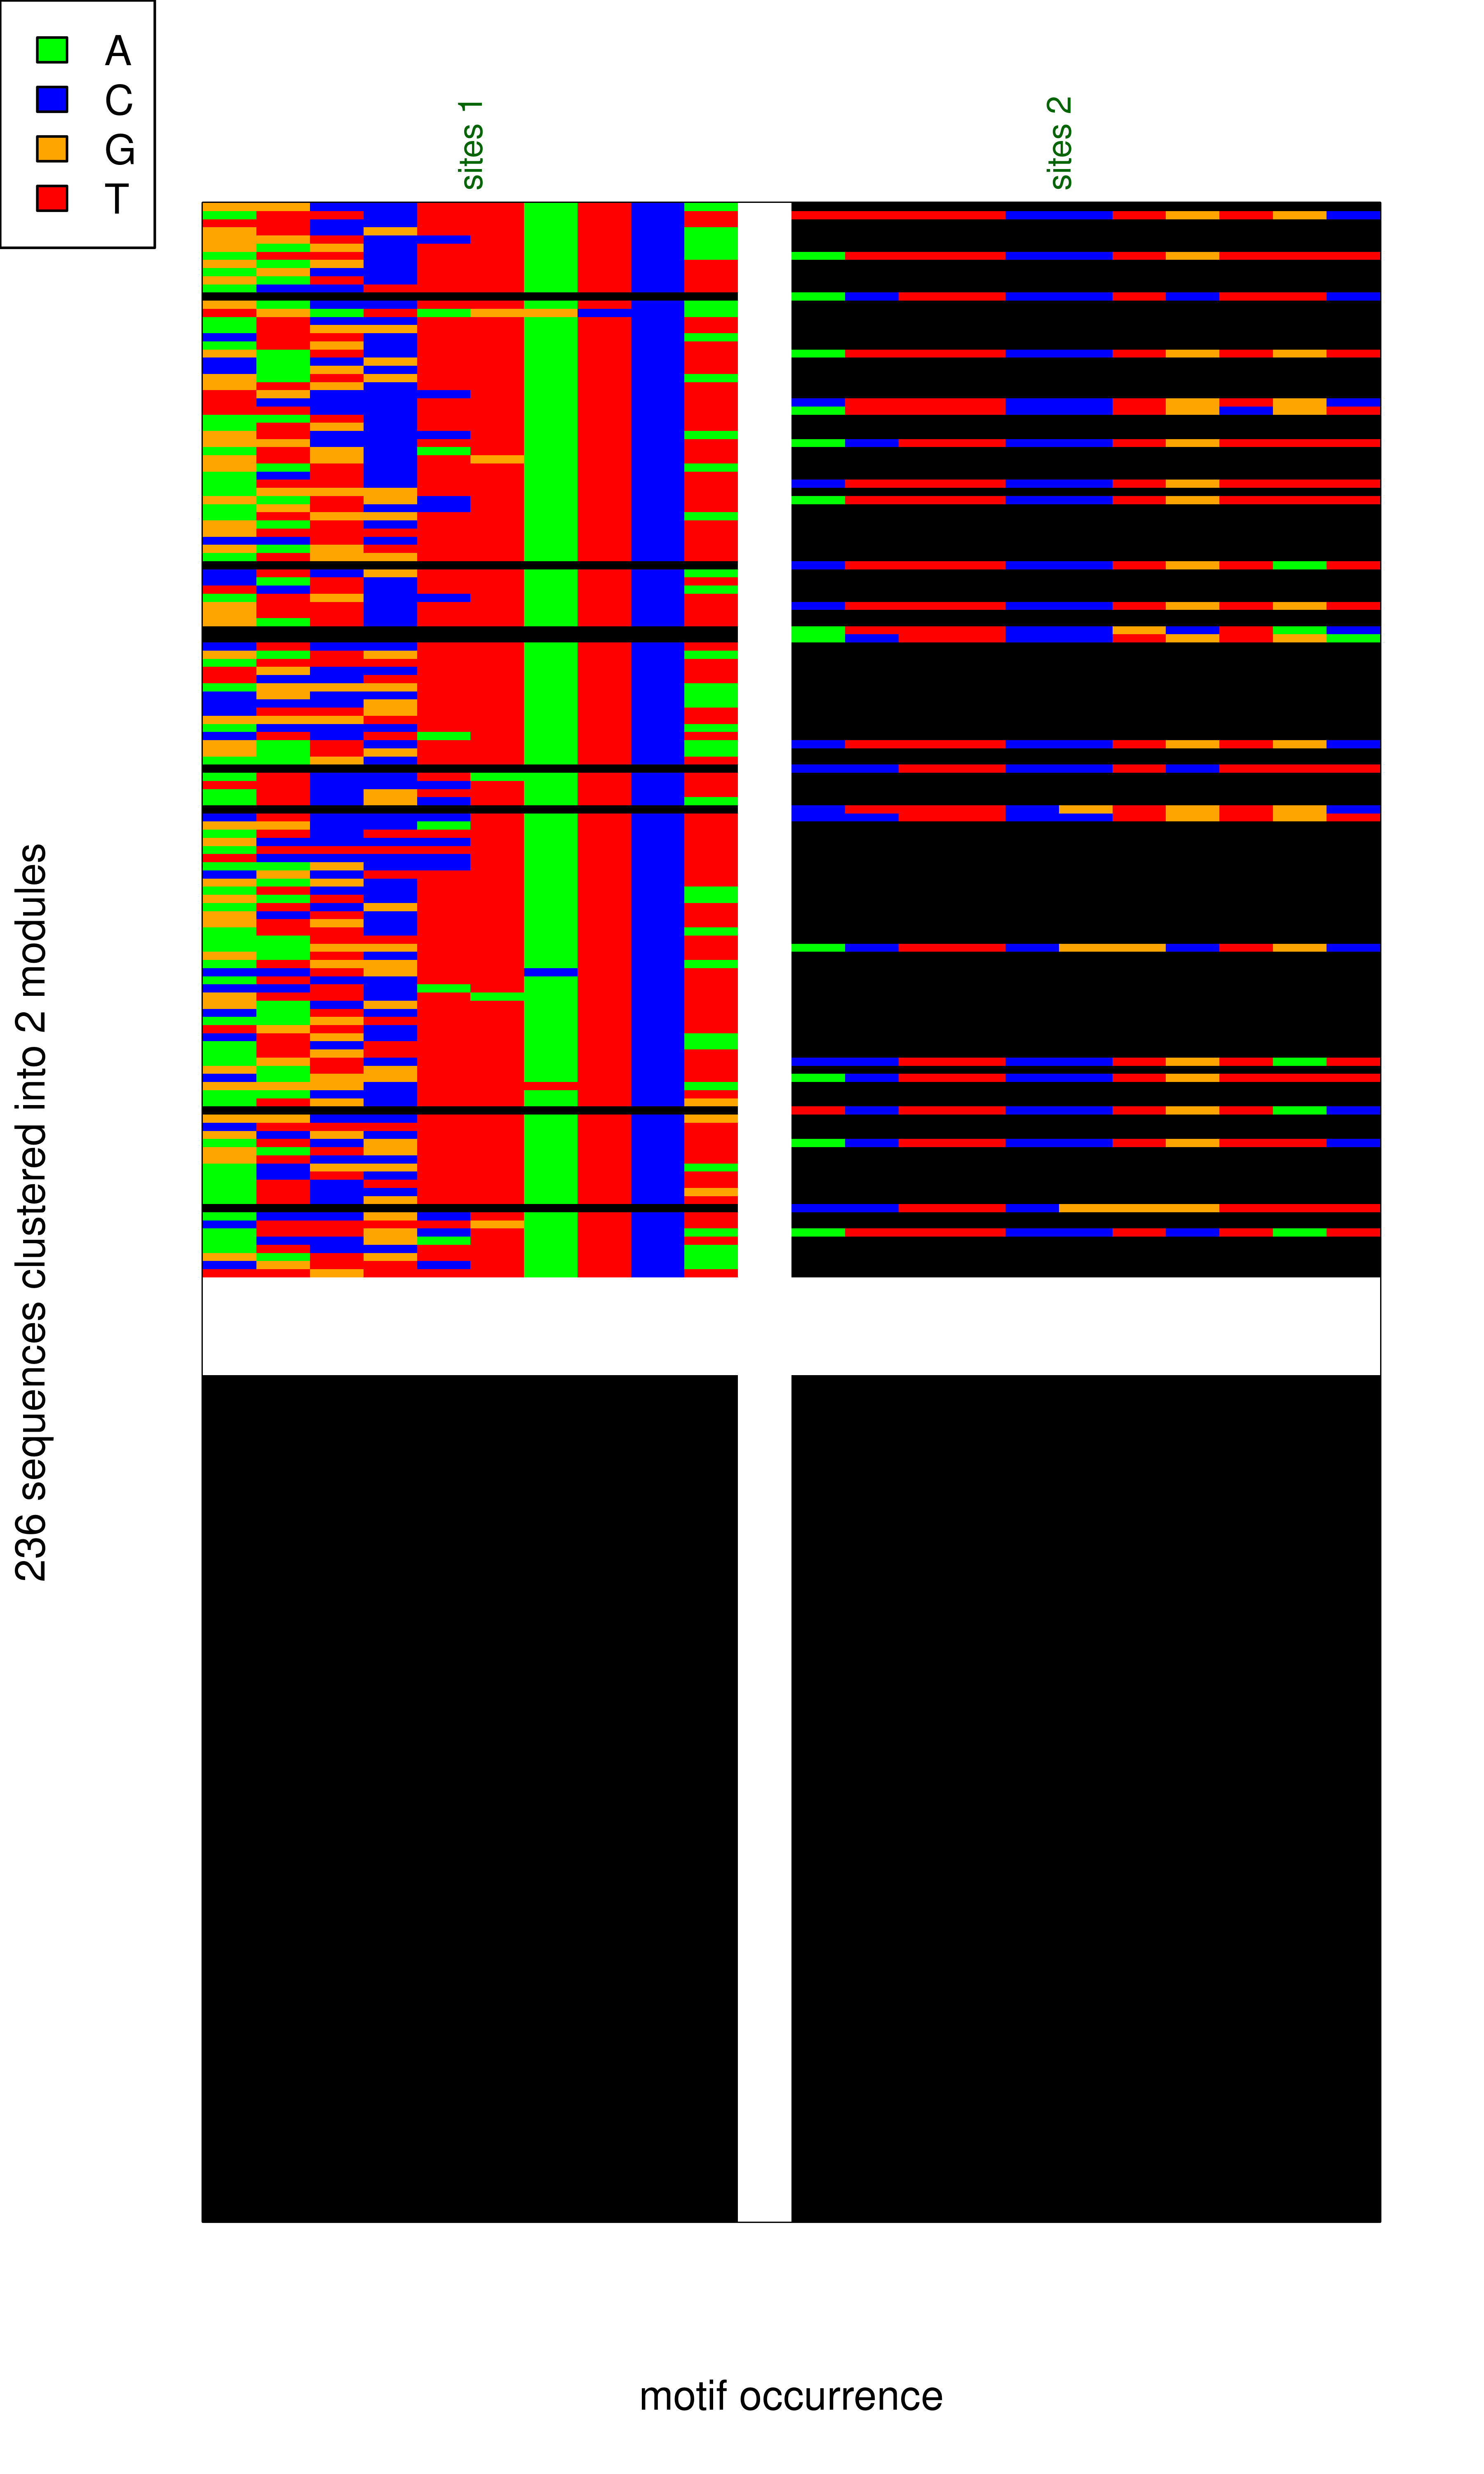 A
C
G
T
sites 1
sites 2
236 sequences clustered into 2 modules
motif occurrence